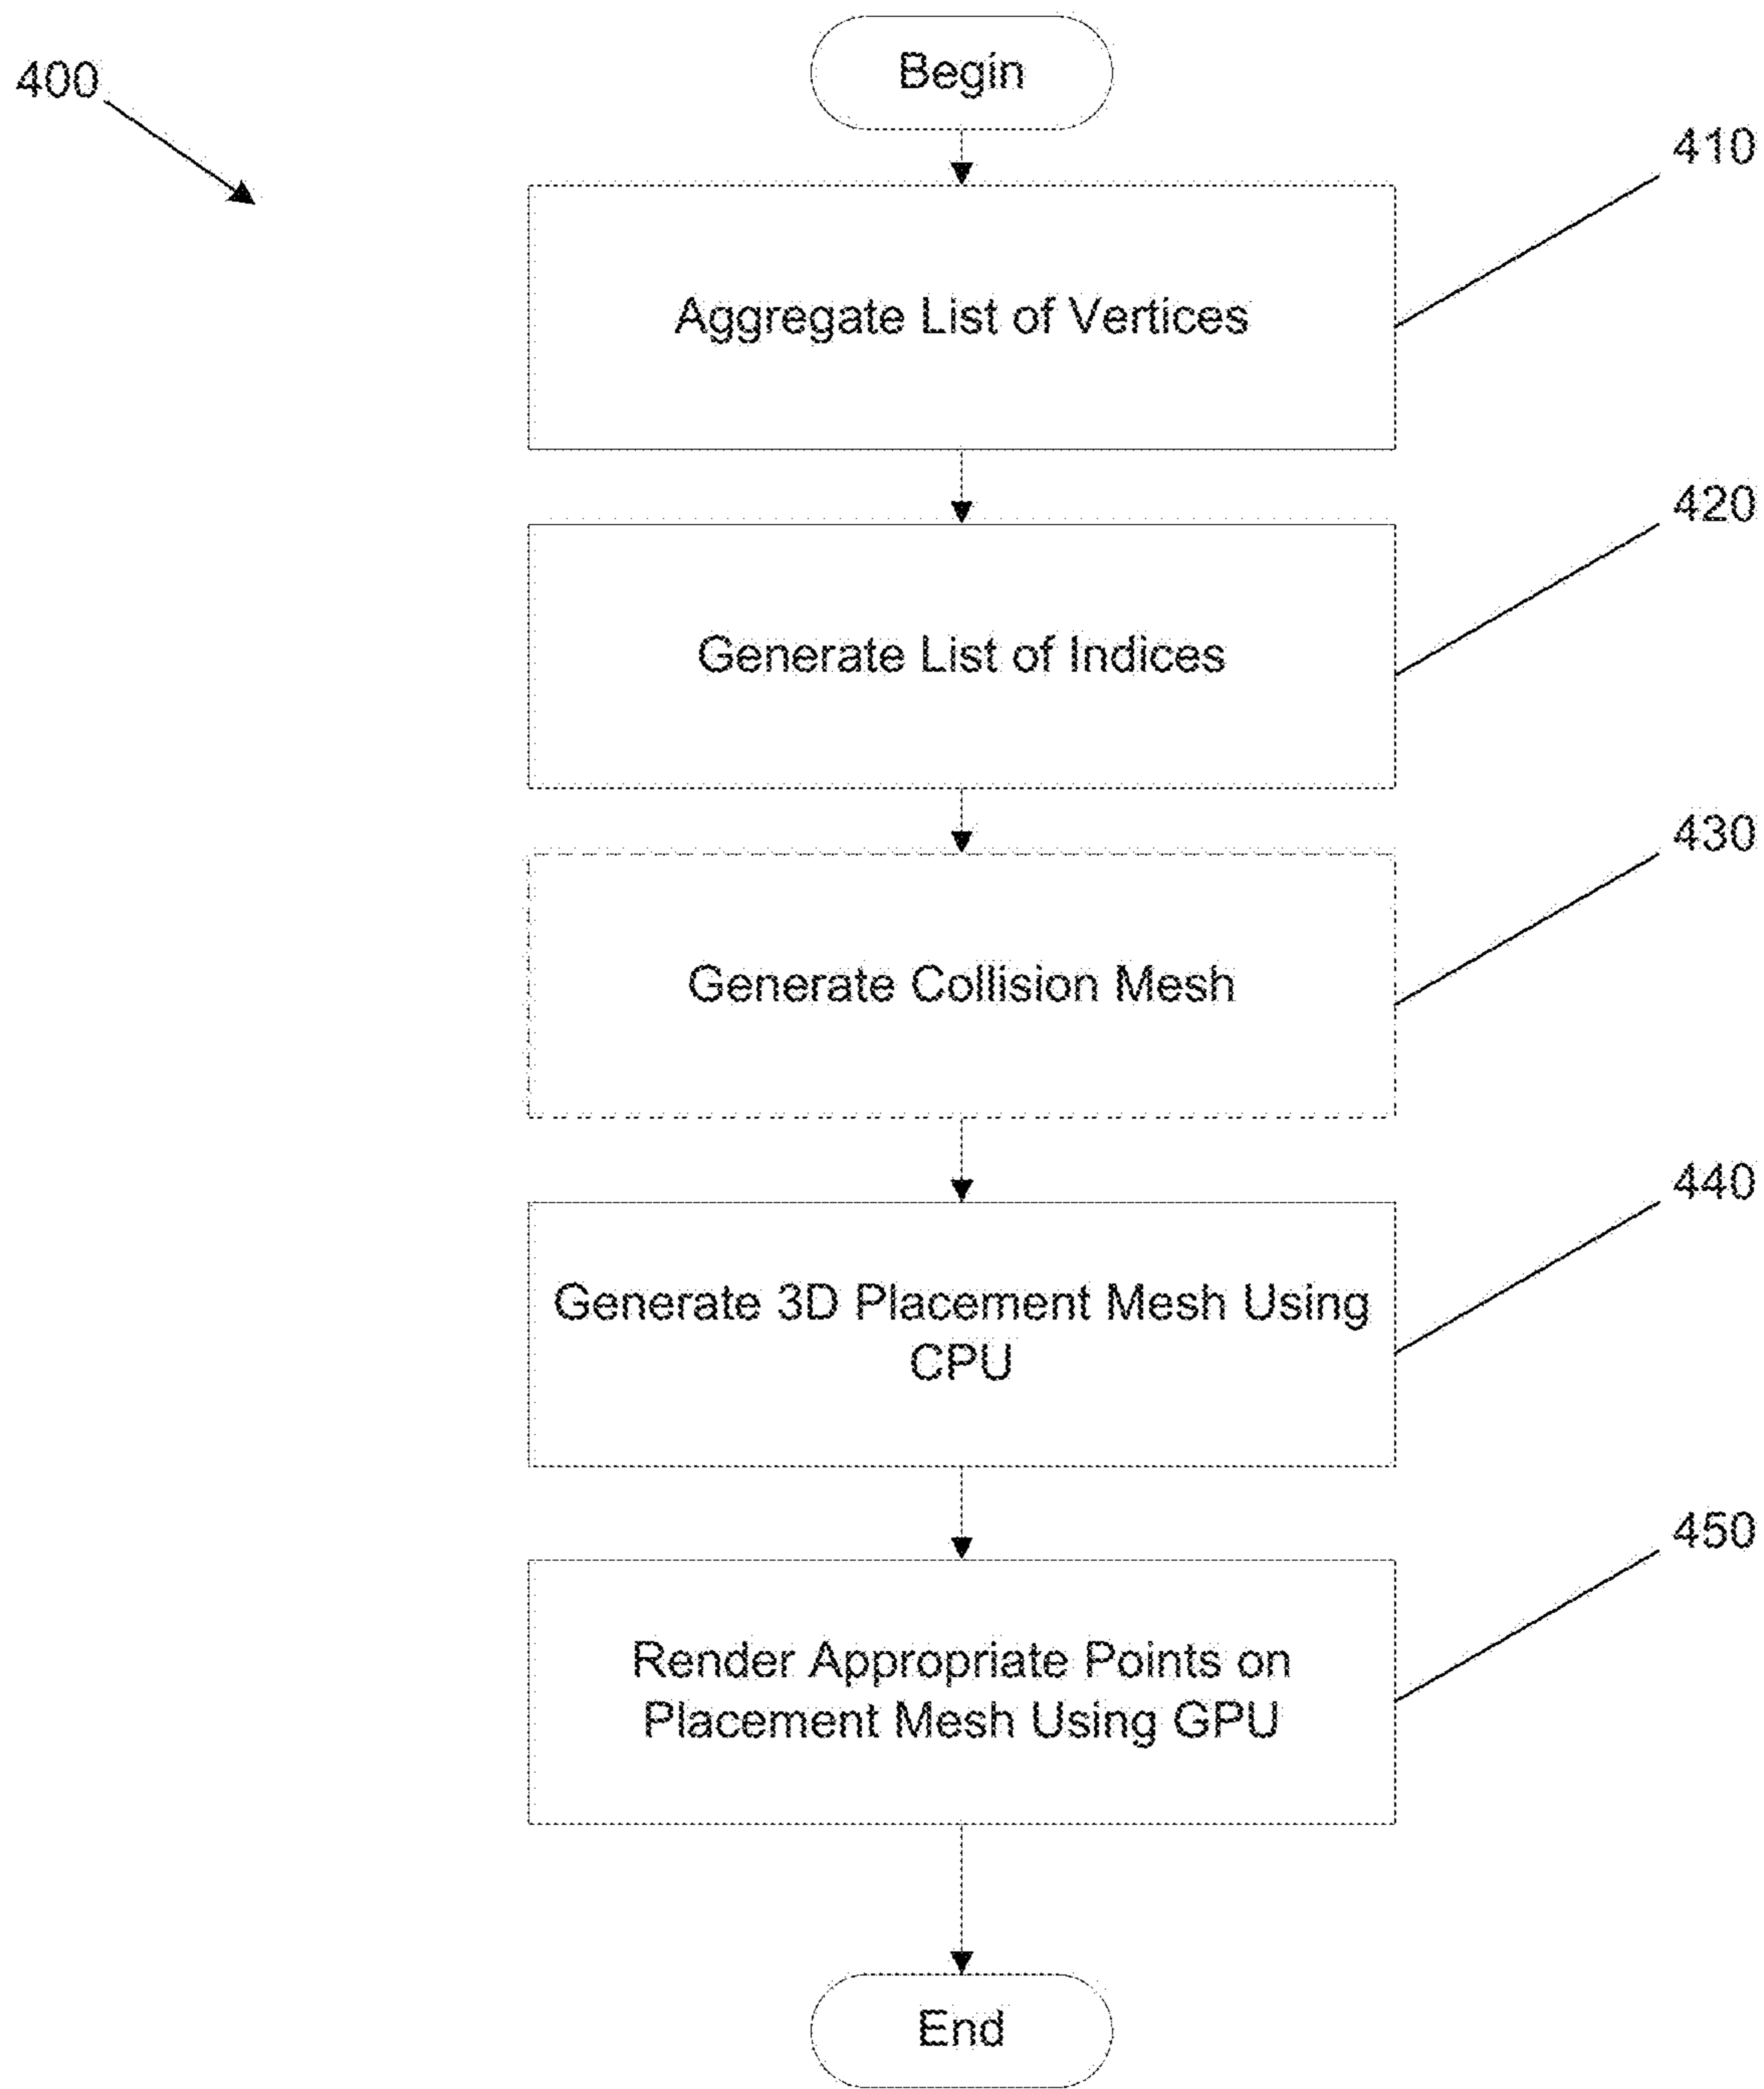 400
Begin
410
Aggregate List of Vertices
420
Generate List of Indices
430
Generate Collision Mesh
440
Generate 3D Placement Mesh Using
CPU
450
Render Appropriate Points on
Placement Mesh Using GPU
End